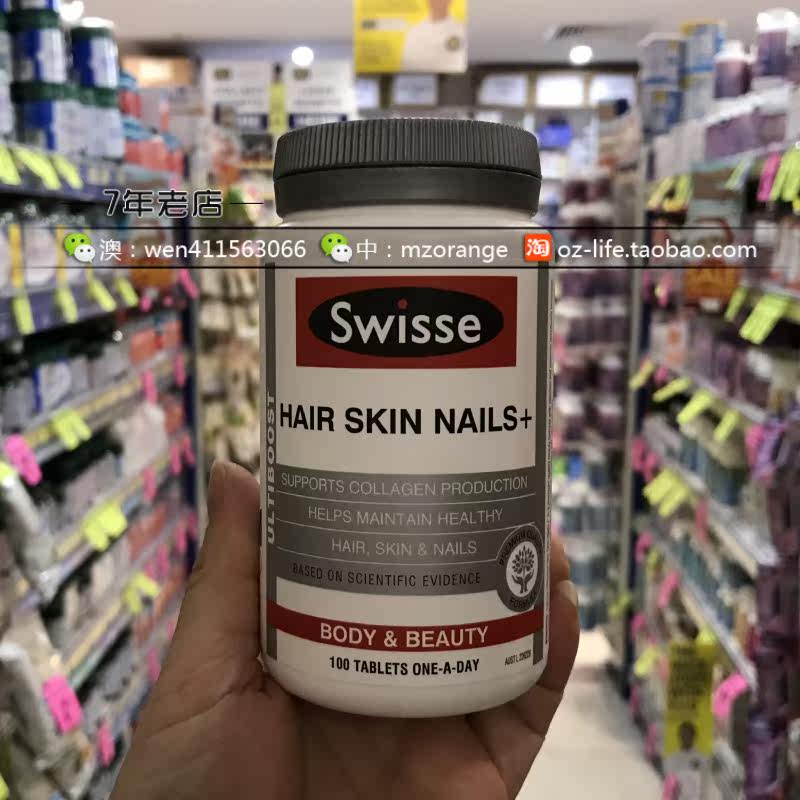 7年老店
澳：wen411563066 中：mzorange 淘 oz-life.taobao.com
Swisse
ULTIBOOST
HAIR SKIN NAILS+
SUPPORTS COLLAGEN PRODUCTION
HELPS MAINTAIN HEALTHY
HAIR, SKIN & NAILS
BASED ON SCIENTIFIC EVIDENCE
BODY & BEAUTY
100 TABLETS ONE-A-DAY